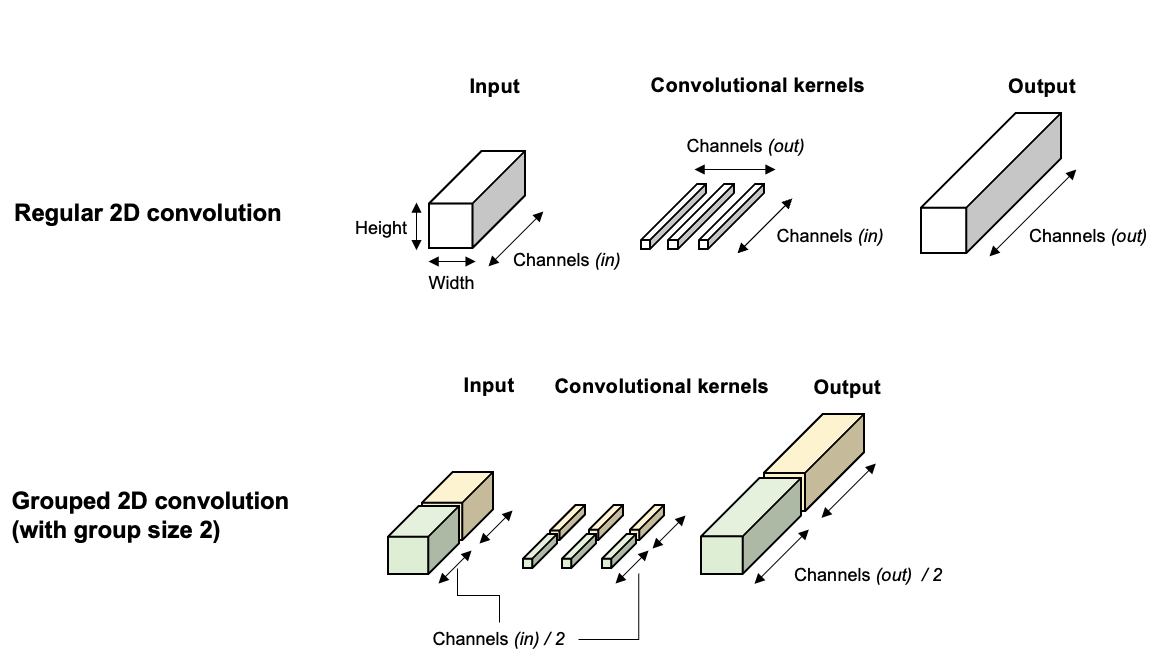 Input
Convolutional kernels
Output
Channels (out)
Regular 2D convolution
Height
Width
Channels (in)
Channels (in)
Channels (out)
Input
Convolutional kernels
Output
Grouped 2D convolution
(with group size 2)
Channels (out) / 2
Channels (in) / 2